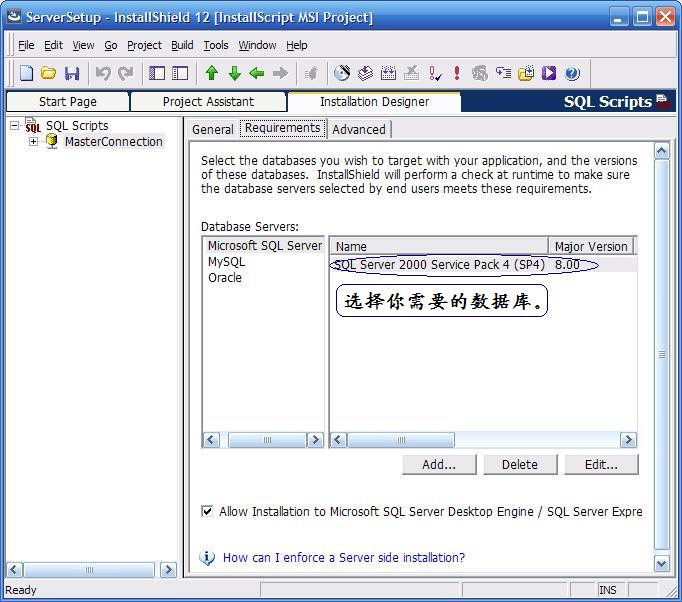 ServerSetup - InstallShield 12 [InstallScript MSI Project]
File Edit View Go Project Build Tools Window Help
Start Page Project Assistant Installation Designer SQL Scripts
SQL Scripts
MasterConnection
General Requirements Advanced
Select the databases you wish to target with your application, and the versions
of these databases. InstallShield will perform a check at runtime to make sure
the database servers selected by end users meets these requirements.
Database Servers:
Microsoft SQL Server
MySQL
Oracle
Name Major Version
SQL Server 2000 Service Pack 4 (SP4) 8.00
选择你需要的数据库。
Add... Delete Edit...
Allow Installation to Microsoft SQL Server Desktop Engine / SQL Server Expre
How can I enforce a Server side installation?
Ready INS